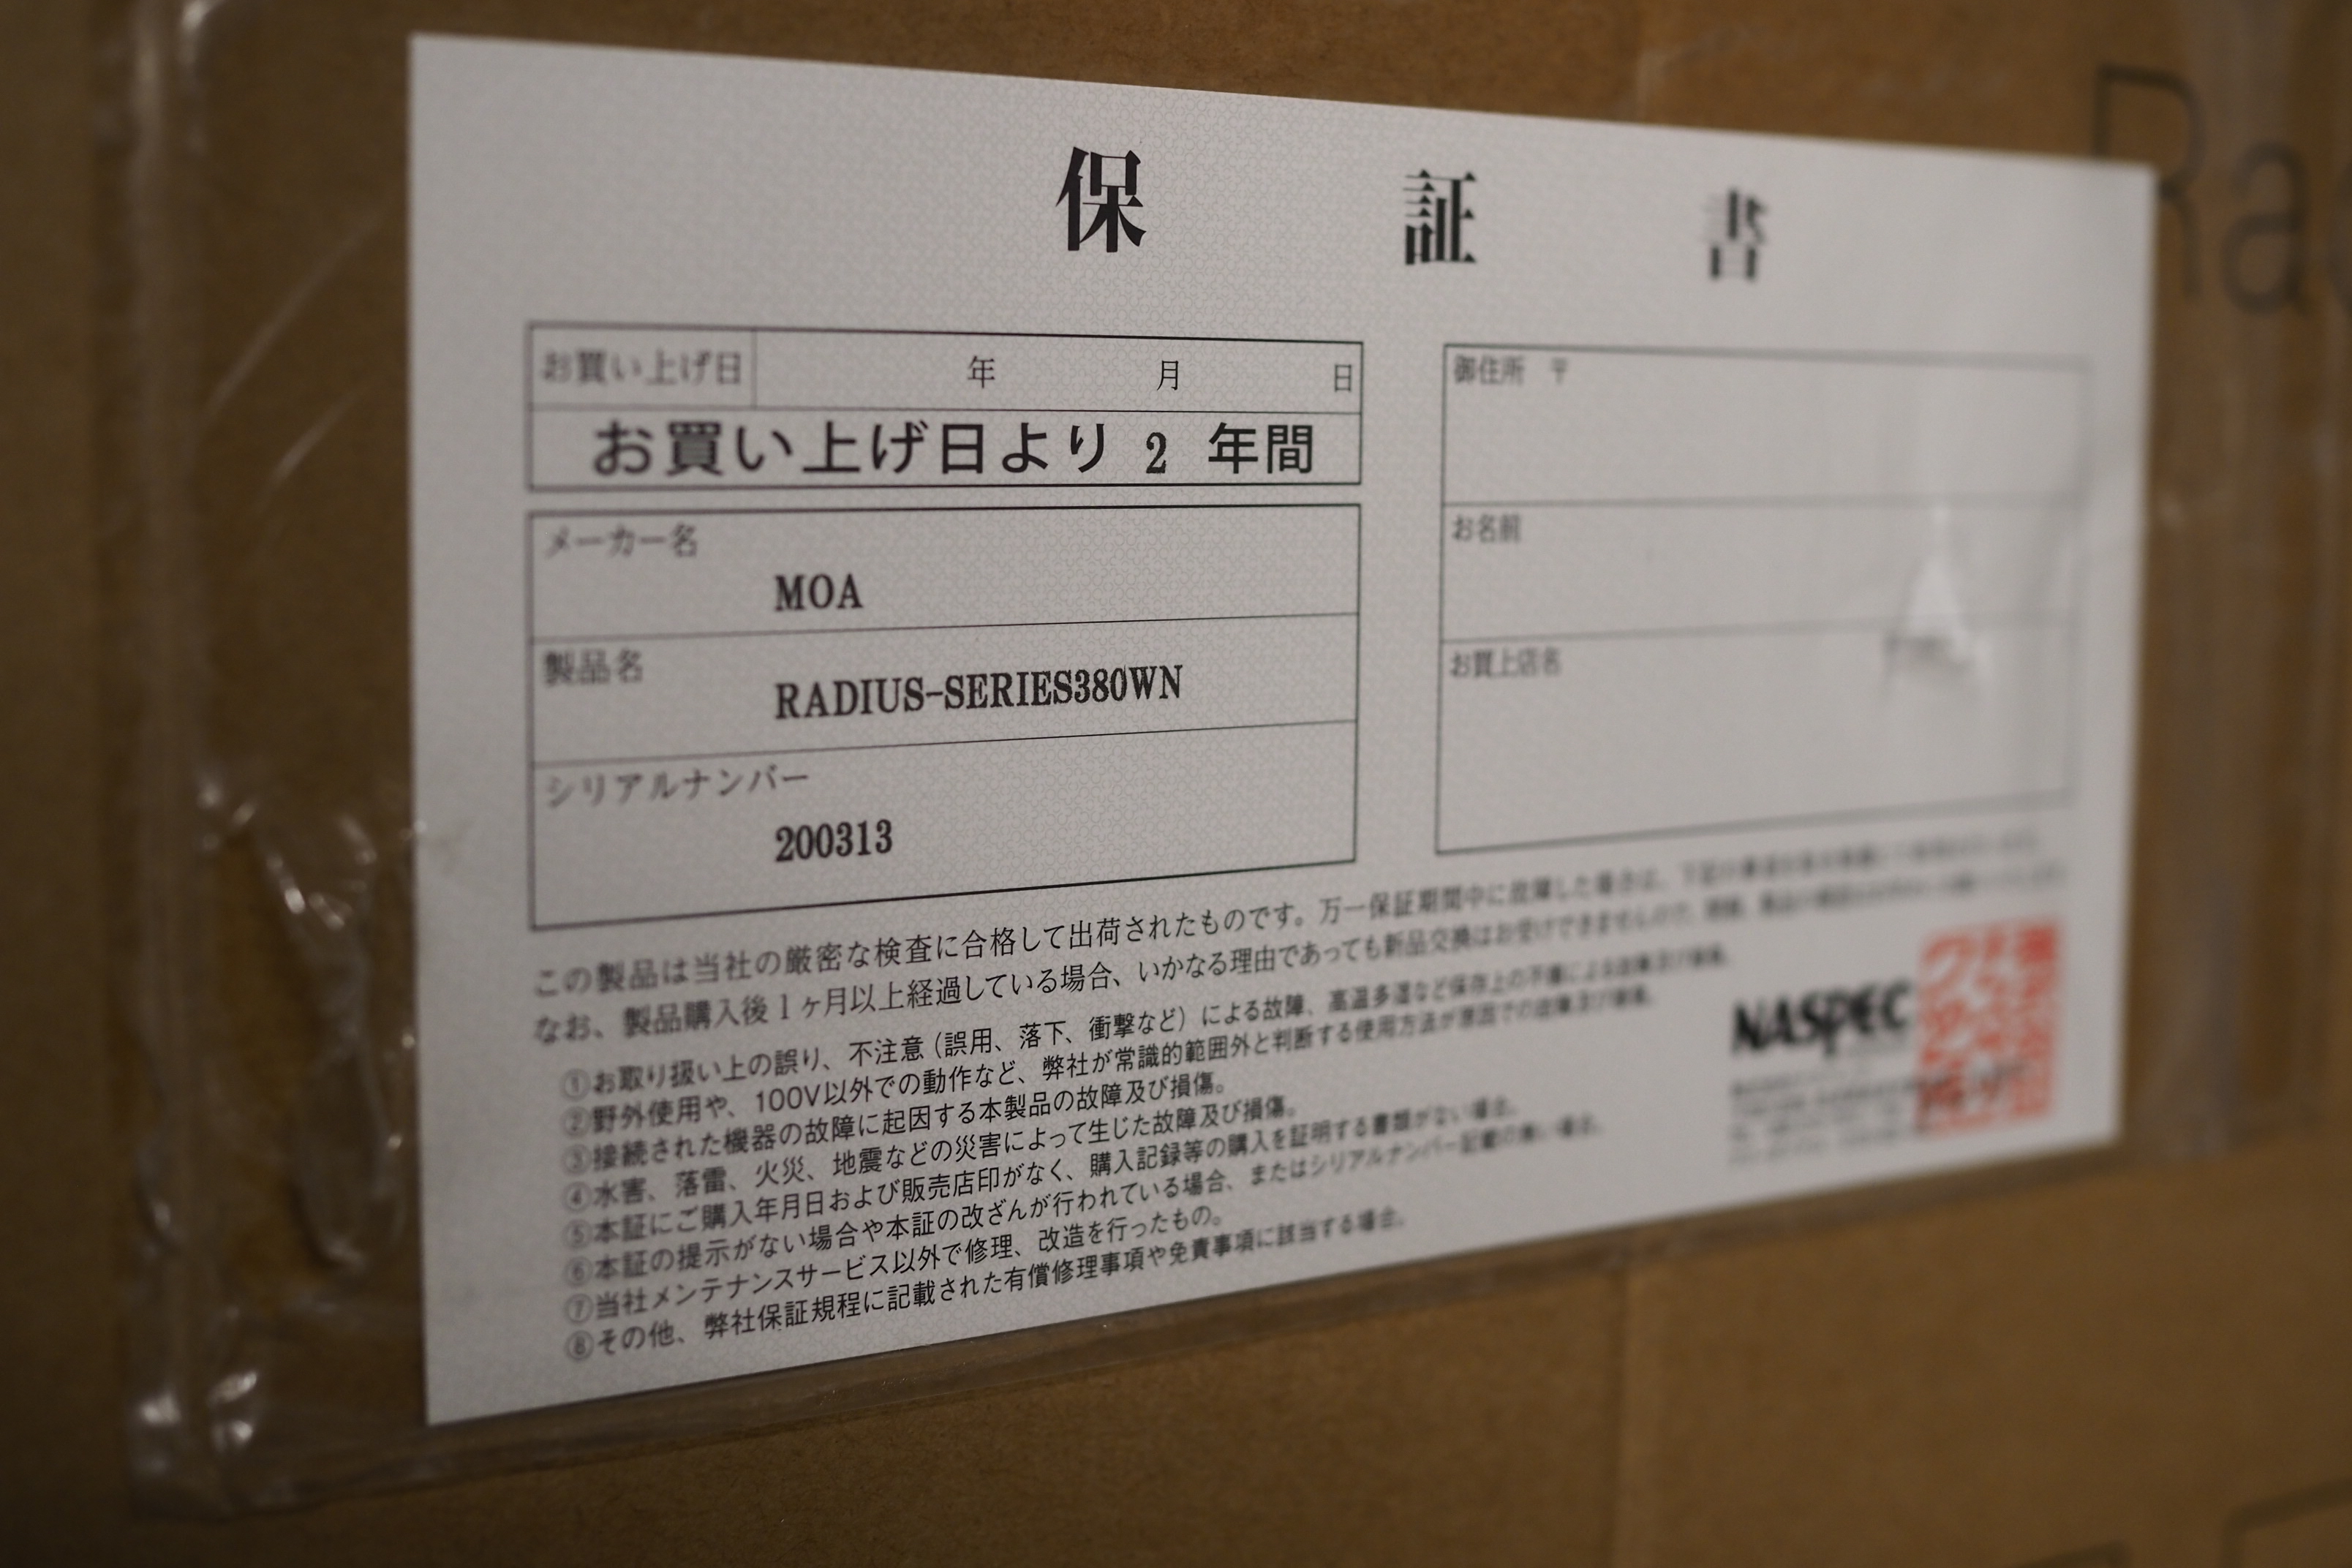 保証書
お買い上げ日 年 月 日
お買い上げ日より 2 年間
メーカー名
MOA
製品名
RADIUS-SERIES380WN
シリアルナンバー
200313
御住所 〒
お名前
お買上店名
この製品は当社の厳密な検査に合格して出荷されたものです。万一保証期間中に故障した場合は、
なお、製品購入後1ヶ月以上経過している場合、いかなる理由であっても新品交換はお受けできませんので、
①お取り扱い上の誤り、不注意(誤用、落下、衝撃など)による故障、高温多湿など保存上の不備による故障及び損傷。
②野外使用や、100V以外での動作など、弊社が常識的範囲外と判断する使用方法が原因での故障及び損傷。
③接続された機器の故障に起因する本製品の故障及び損傷。
④水害、落雷、火災、地震などの災害によって生じた故障及び損傷。
⑤本証にご購入年月日および販売店印がなく、購入記録等の購入を証明する書類がない場合。
⑥本証の提示がない場合や本証の改ざんが行われている場合、またはシリアルナンバー記載の無い場合。
⑦当社メンテナンスサービス以外で修理、改造を行ったもの。
⑧その他、弊社保証規程に記載された有償修理事項や免責事項に該当する場合。
NASPEC